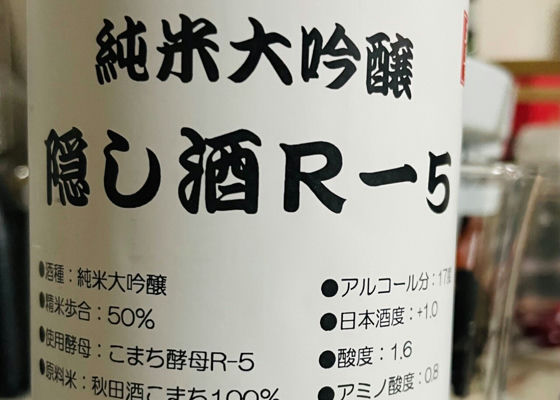 純米大吟醸
隠し酒R-5
●酒種：純米大吟醸
●精米歩合：50%
●使用酵母：こまち酵母R-5
●原料米：秋田酒こまち100%
●アルコール分：17度
●日本酒度：+1.0
●酸度：1.6
●アミノ酸度：0.8